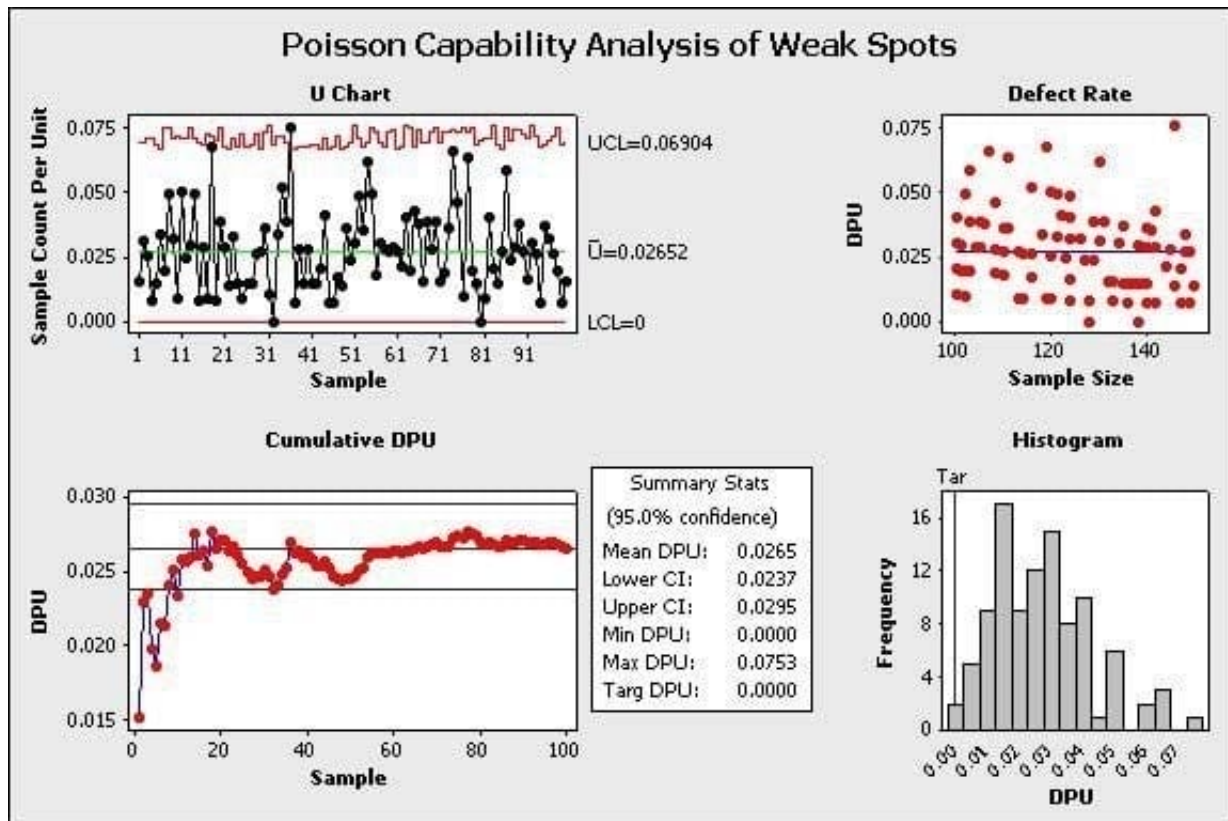 Poisson Capability Analysis of Weak Spots
U Chart
Sample Count Per Unit
0.075
0.050
0.025
0.000
UCL=0.06904
Ū=0.02652
LCL=0
1 11 21 31 41 51 61 71 81 91
Sample
Defect Rate
DPU
0.075
0.050
0.025
0.000
100 120 140
Sample Size
Cumulative DPU
DPU
0.030
0.025
0.020
0.015
0 20 40 60 80 100
Sample
Summary Stats
(95.0% confidence)
Mean DPU: 0.0265
Lower CI: 0.0237
Upper CI: 0.0295
Min DPU: 0.0000
Max DPU: 0.0753
Targ DPU: 0.0000
Histogram
Tar
Frequency
16
12
8
4
0
0.00 0.01 0.02 0.03 0.04 0.05 0.06 0.07
DPU